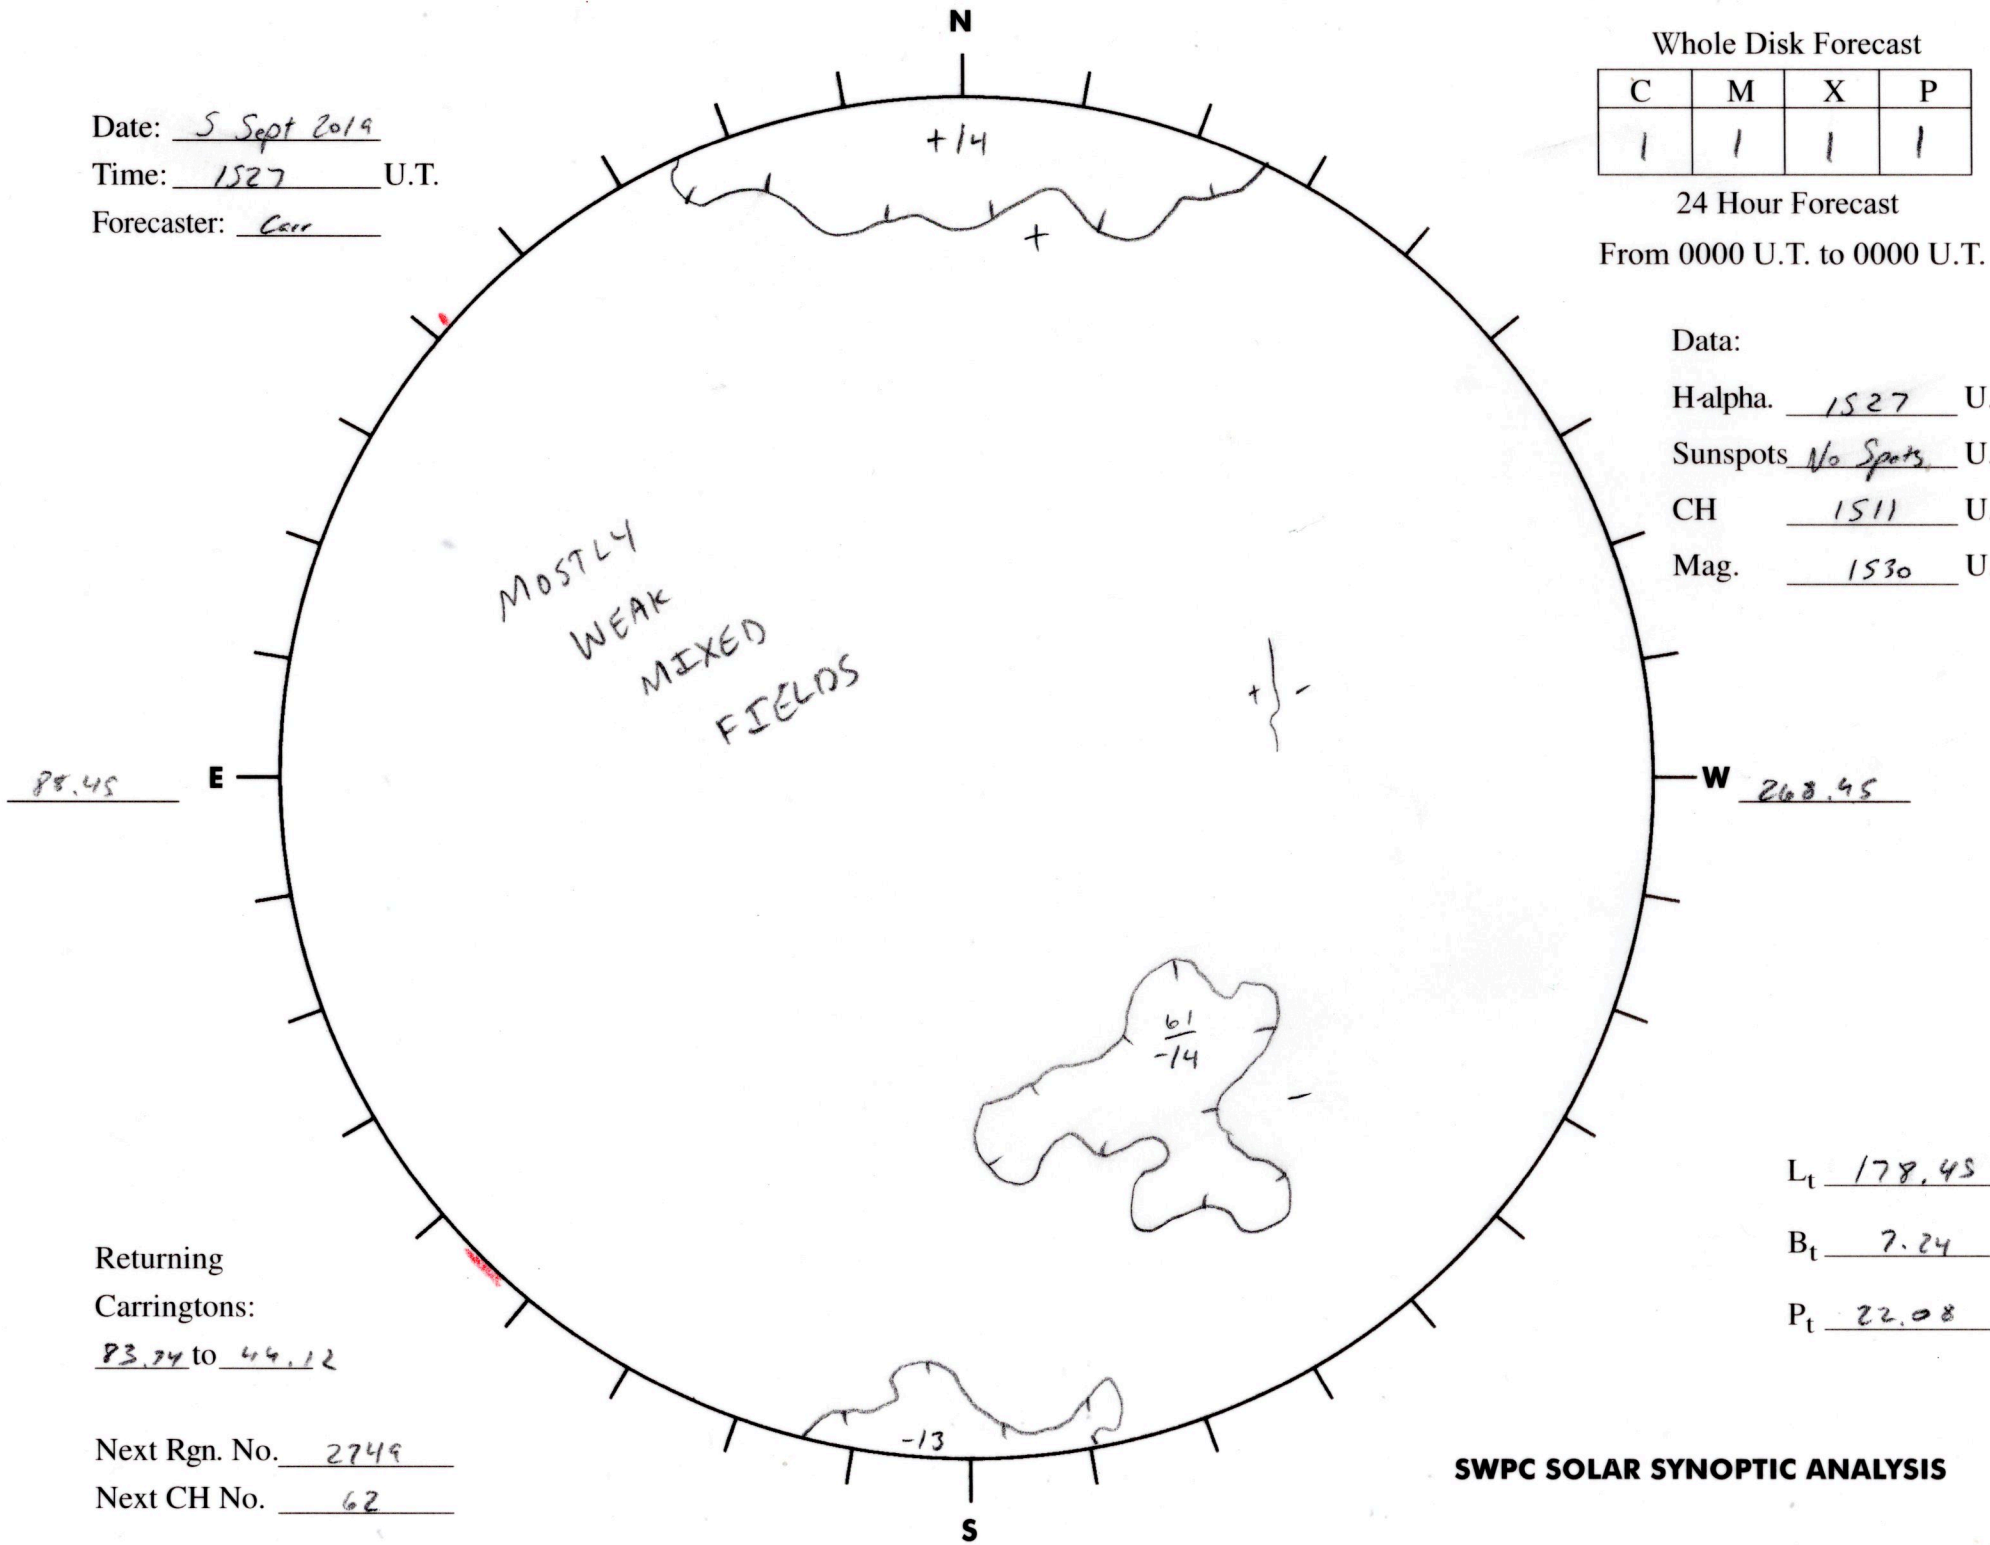 N
Whole Disk Forecast
C M X P
1 1 1 1
24 Hour Forecast
From 0000 U.T. to 0000 U.T.
Date: 5 Sept 2019
Time: 1527 U.T.
Forecaster: Carr
+14
+
Data:
H-alpha. 1527 U.
Sunspots No Spots U.
CH 1511 U
Mag. 1530 U
MOSTLY
WEAK
MIXED
FIELDS
+ -
88.45 E
W 268.45
61
-14
-
Lt 178.45
Bt 7.24
Pt 22.08
Returning
Carringtons:
83.74 to 44.12
-13
Next Rgn. No. 2749
Next CH No. 62
SWPC SOLAR SYNOPTIC ANALYSIS
S